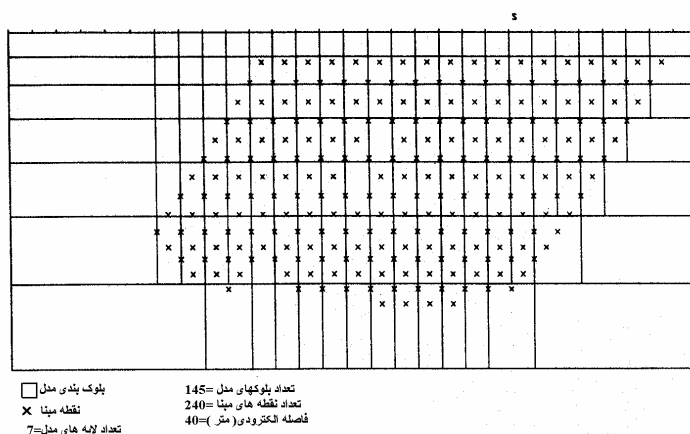 s
بلوک بندی مدل
نقطه مبنا
تعداد لایه های مدل=7
تعداد بلوکهای مدل =145
تعداد نقطه های مبنا =240
فاصله الکترودی( متر )=40